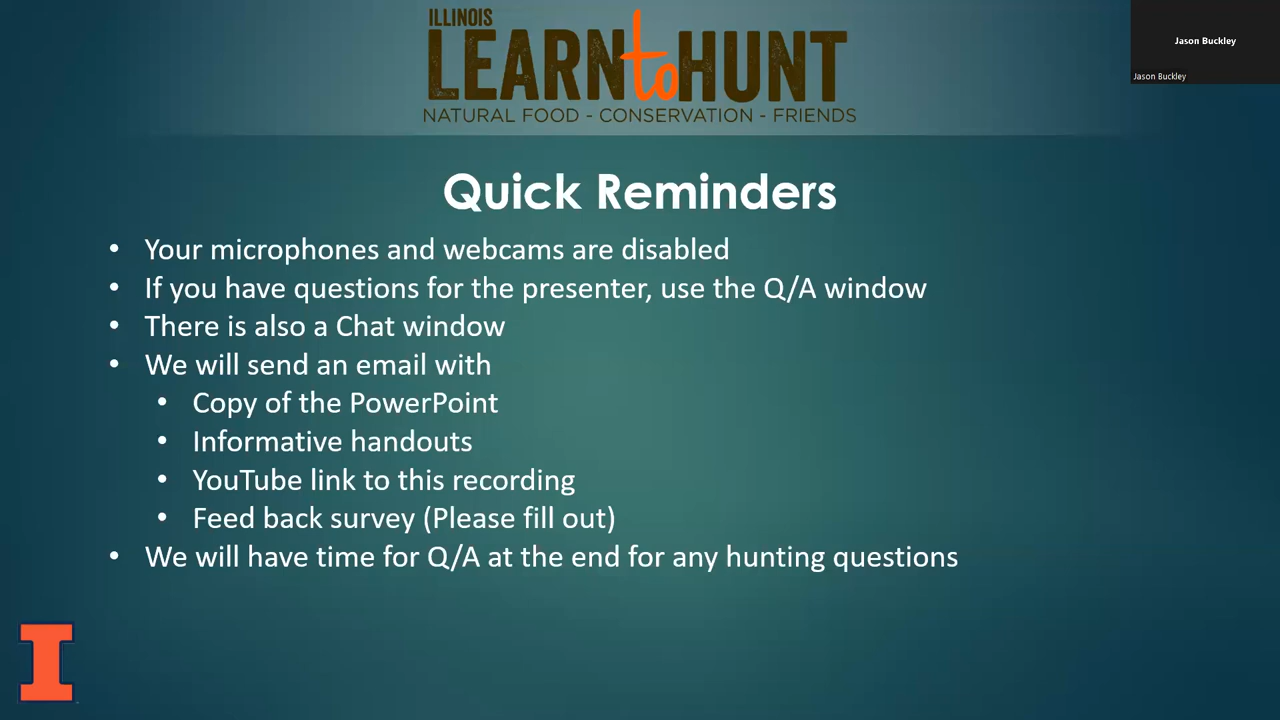 ILLINOIS
LEARN to HUNT
NATURAL FOOD - CONSERVATION - FRIENDS
Jason Buckley
Jason Buckley
Quick Reminders
• Your microphones and webcams are disabled
• If you have questions for the presenter, use the Q/A window
• There is also a Chat window
• We will send an email with
• Copy of the PowerPoint
• Informative handouts
• YouTube link to this recording
• Feed back survey (Please fill out)
• We will have time for Q/A at the end for any hunting questions
I